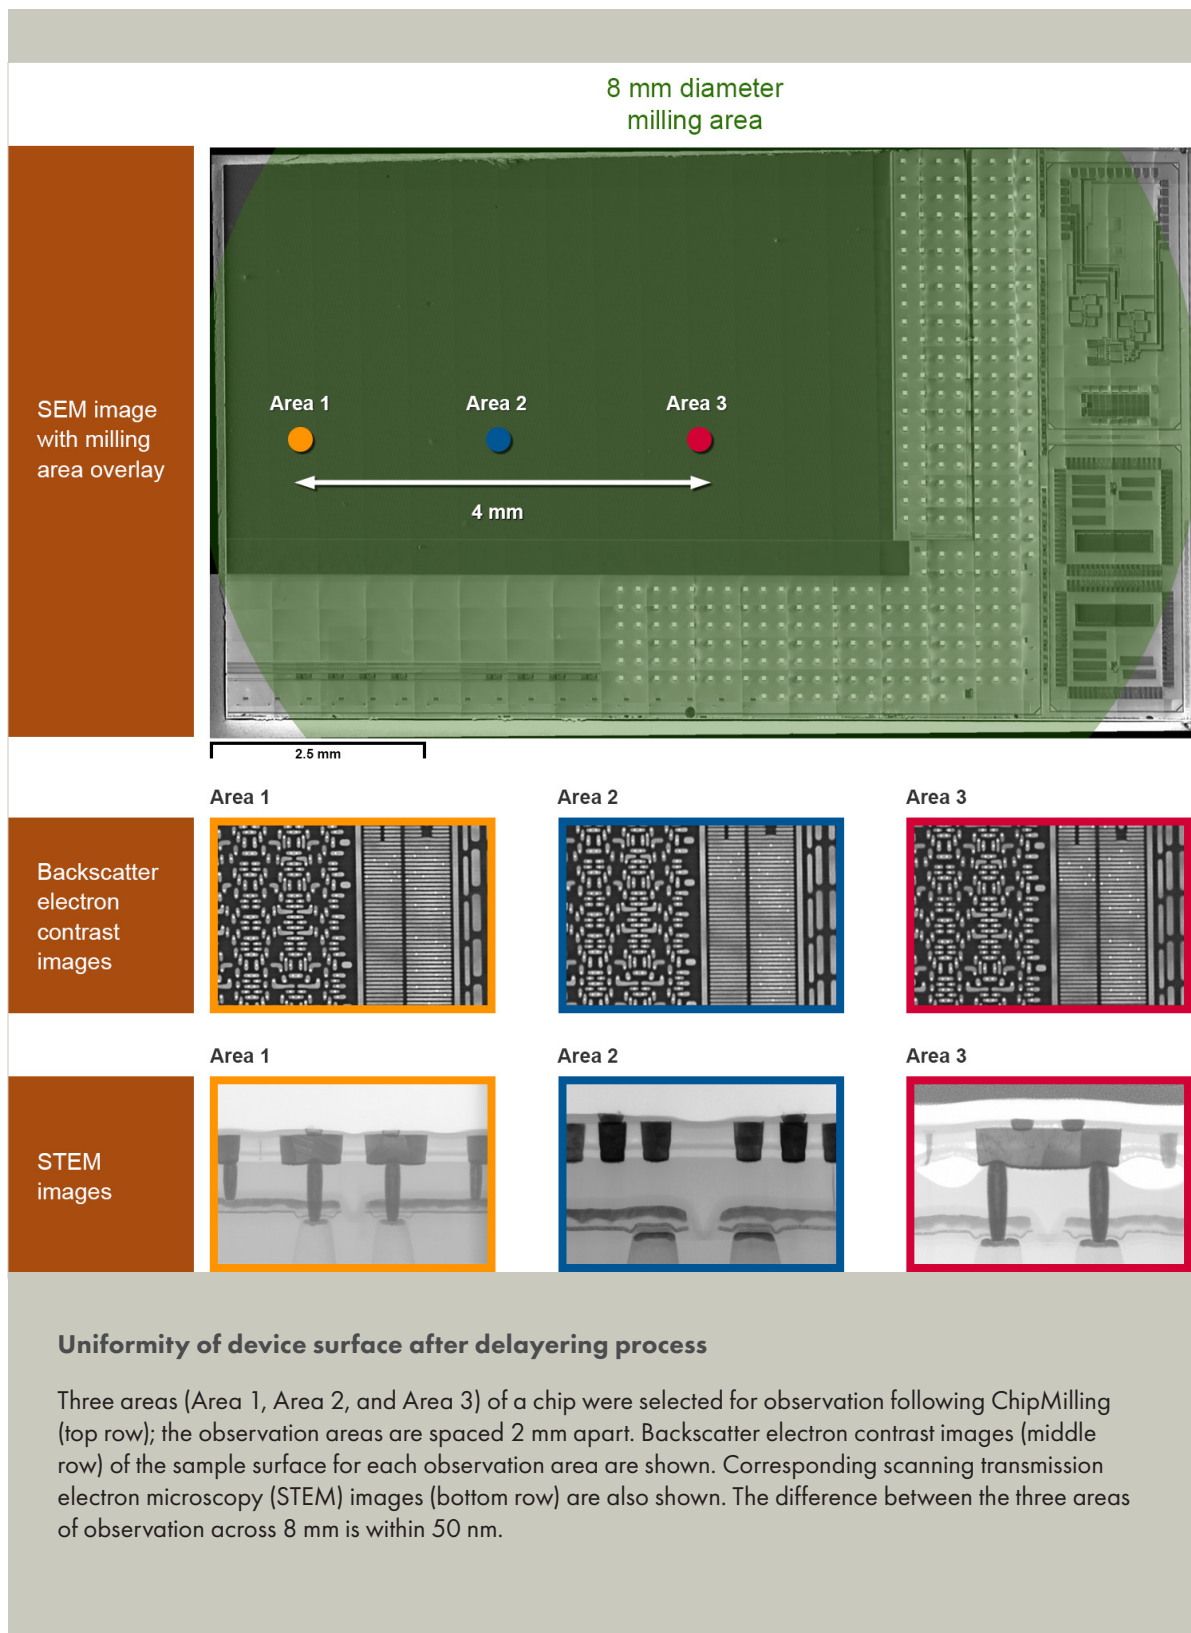 8 mm diameter
milling area
SEM image
with milling
area overlay
Area 1
Area 2
Area 3
4 mm
2.5 mm
Area 1
Area 2
Area 3
Backscatter
electron
contrast
images
Area 1
Area 2
Area 3
STEM
images
Uniformity of device surface after delayering process
Three areas (Area 1, Area 2, and Area 3) of a chip were selected for observation following ChipMilling
(top row); the observation areas are spaced 2 mm apart. Backscatter electron contrast images (middle
row) of the sample surface for each observation area are shown. Corresponding scanning transmission
electron microscopy (STEM) images (bottom row) are also shown. The difference between the three areas
of observation across 8 mm is within 50 nm.